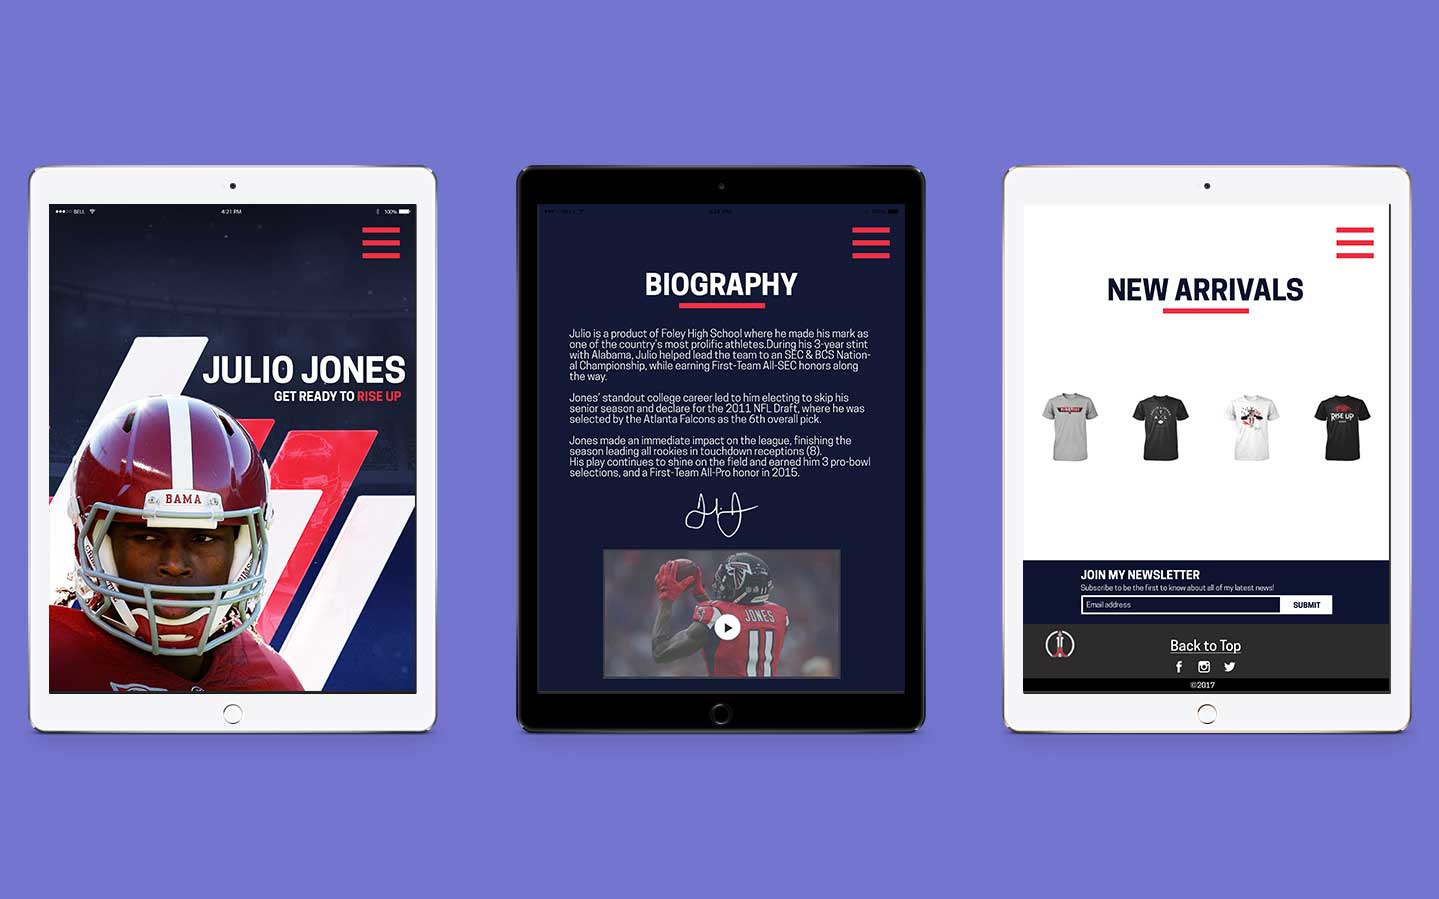 BELL
4:21 PM
100%
JULIO JONES
GET READY TO RISE UP
BAMA
BIOGRAPHY
Julio is a product of Foley High School where he made his mark as
one of the country's most prolific athletes.During his 3-year stint
with Alabama, Julio helped lead the team to an SEC & BCS Nation-
al Championship, while earning First-Team All-SEC honors along
the way.
Jones' standout college career led to him electing to skip his
senior season and declare for the 2011 NFL Draft, where he was
selected by the Atlanta Falcons as the 6th overall pick.
Jones made an immediate impact on the league, finishing the
season leading all rookies in touchdown receptions (8).
His play continues to shine on the field and earned him 3 pro-bowl
selections, and a First-Team All-Pro honor in 2015.
JONES
11
NEW ARRIVALS
RISE UP
JOIN MY NEWSLETTER
Subscribe to be the first to know about all of my latest news!
Email address
SUBMIT
Back to Top
©2017